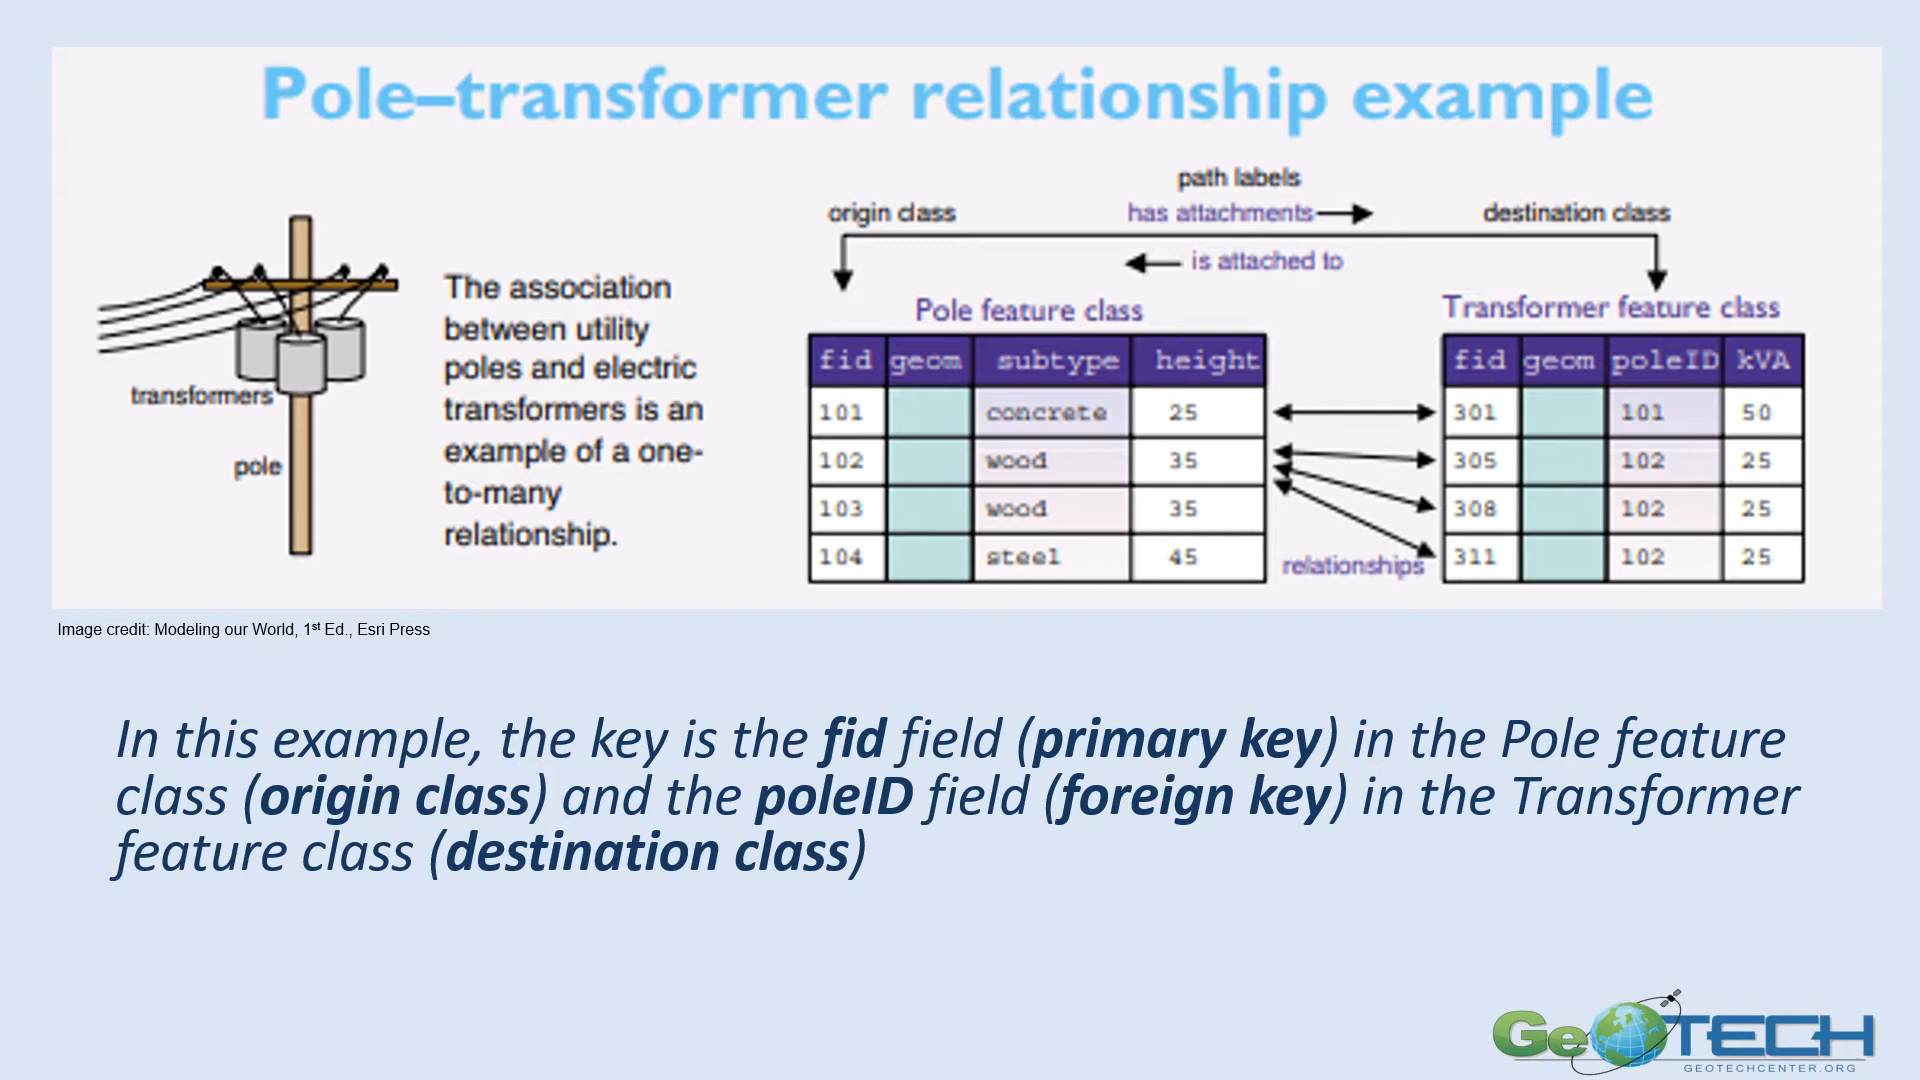 Pole–transformer relationship example
path labels
origin class
has attachments
destination class
is attached to
transformers
pole
The association
between utility
poles and electric
transformers is an
example of a one-
to-many
relationship.
Pole feature class
fid geom subtype height
101 concrete 25
102 wood 35
103 wood 35
104 steel 45
relationships
Transformer feature class
fid geom poleID kVA
301 101 50
305 102 25
308 102 25
311 102 25
Image credit: Modeling our World, 1st Ed., Esri Press
In this example, the key is the fid field (primary key) in the Pole feature
class (origin class) and the poleID field (foreign key) in the Transformer
feature class (destination class)
GeoTECH
GEOTECHCENTER.ORG